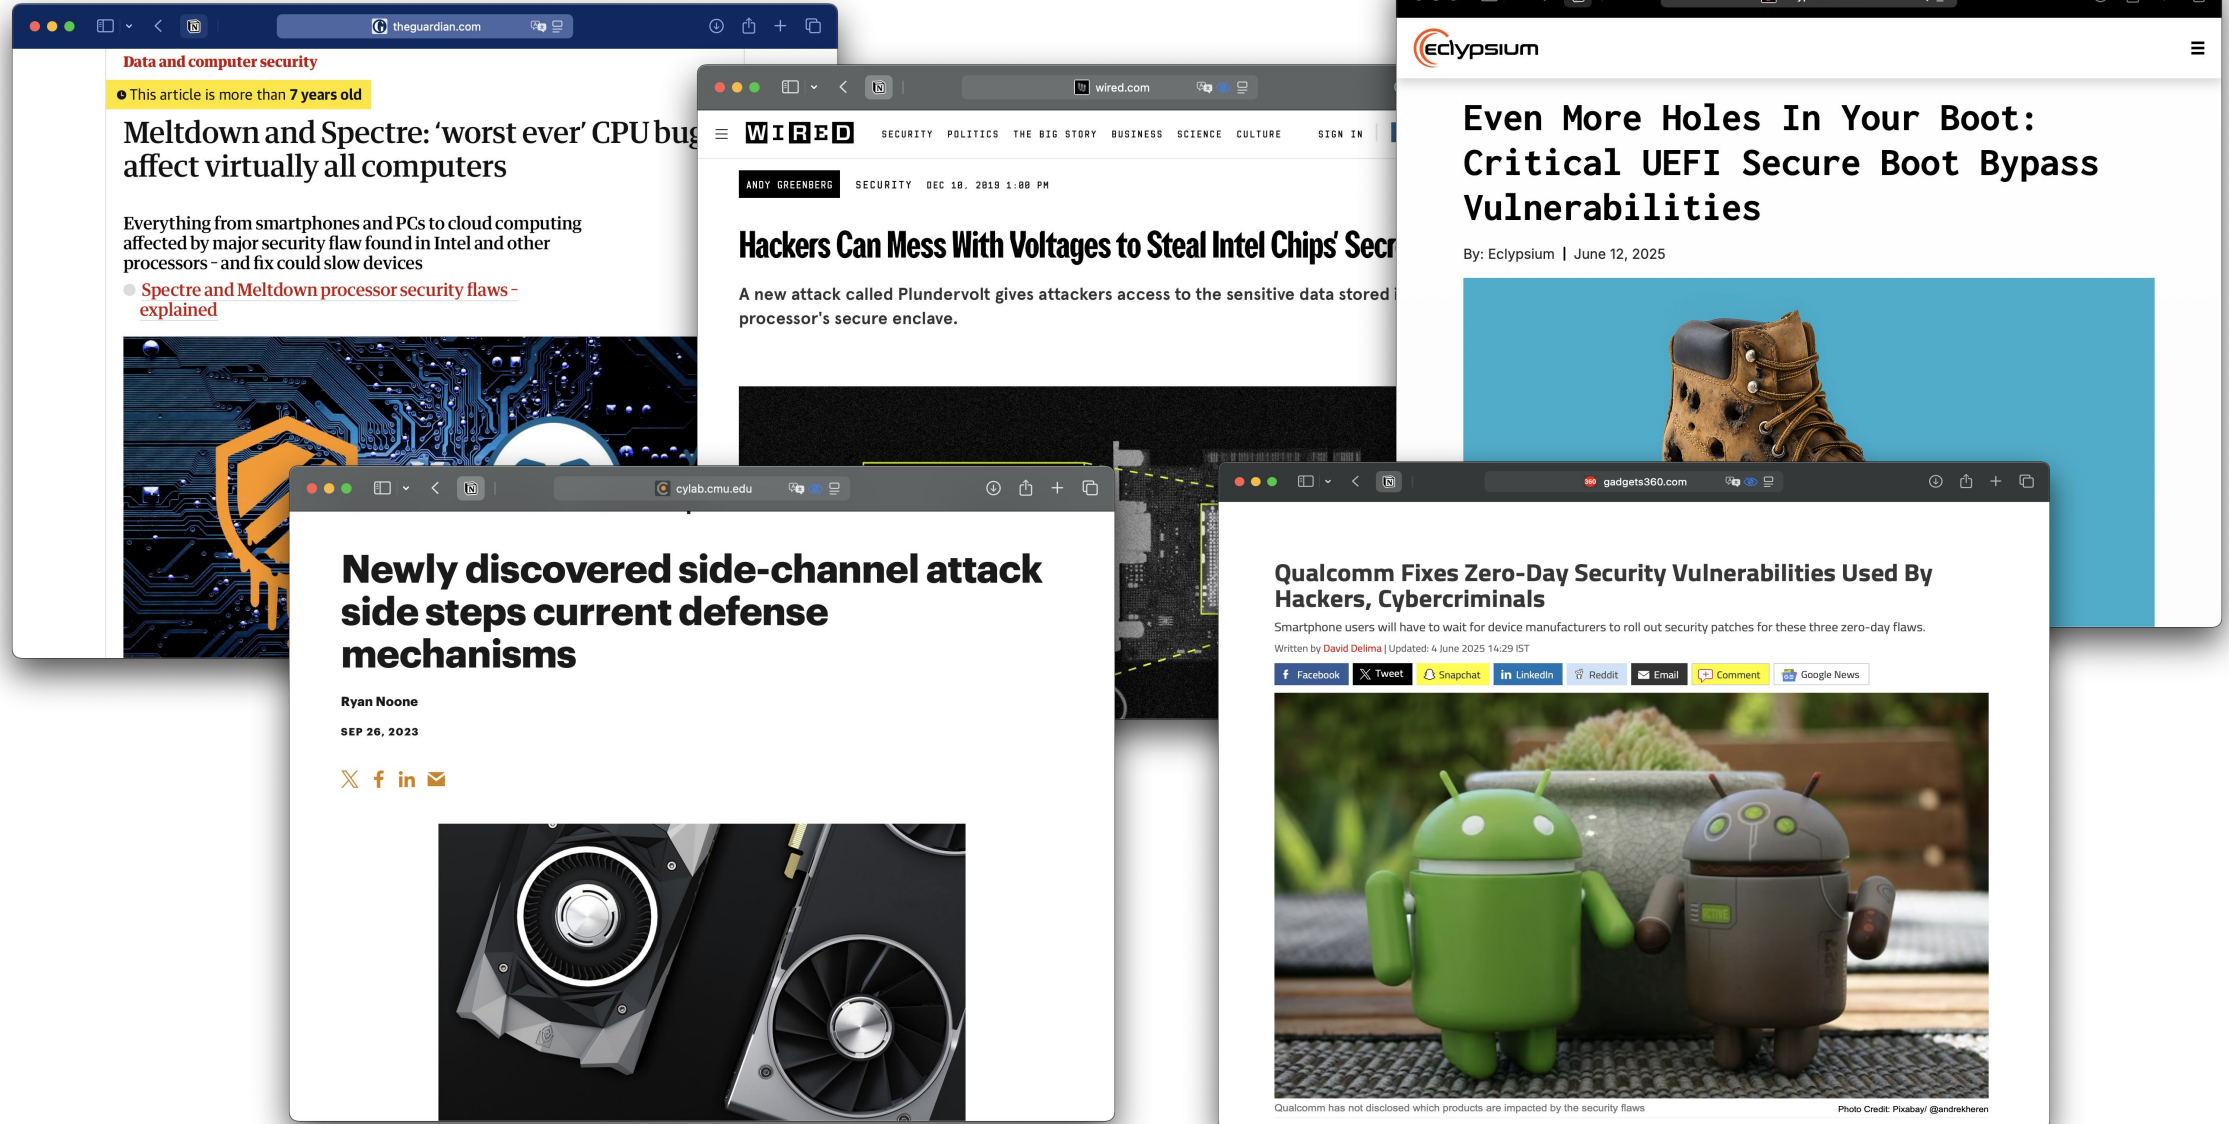 theguardian.com
Data and computer security
This article is more than 7 years old
Meltdown and Spectre: ‘worst ever’ CPU bug
affect virtually all computers
Everything from smartphones and PCs to cloud computing
affected by major security flaw found in Intel and other
processors – and fix could slow devices
Spectre and Meltdown processor security flaws –
explained
wired.com
WIRED
SECURITY POLITICS THE BIG STORY BUSINESS SCIENCE CULTURE SIGN IN
ANDY GREENBERG SECURITY DEC 10, 2019 1:00 PM
Hackers Can Mess With Voltages to Steal Intel Chips' Secr
A new attack called Plundervolt gives attackers access to the sensitive data stored i
processor's secure enclave.
Eclypsium
Even More Holes In Your Boot:
Critical UEFI Secure Boot Bypass
Vulnerabilities
By: Eclypsium | June 12, 2025
cylab.cmu.edu
Newly discovered side-channel attack
side steps current defense
mechanisms
Ryan Noone
SEP 26, 2023
360 gadgets360.com
Qualcomm Fixes Zero-Day Security Vulnerabilities Used By
Hackers, Cybercriminals
Smartphone users will have to wait for device manufacturers to roll out security patches for these three zero-day flaws.
Written by David Delima | Updated: 4 June 2025 14:29 IST
Facebook Tweet Snapchat LinkedIn Reddit Email Comment Google News
ACTIVE
Qualcomm has not disclosed which products are impacted by the security flaws
Photo Credit: Pixabay/ @andrekheren